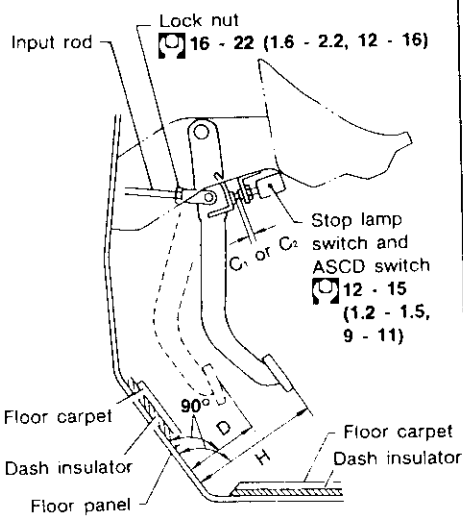 Lock nut
Input rod
16 - 22 (1.6 - 2.2, 12 - 16)
C₁ or C₂
Stop lamp
switch and
ASCD switch
12 - 15
(1.2 - 1.5,
9 - 11)
Floor carpet
90°
D
H
Dash insulator
Floor panel
Floor carpet
Dash insulator